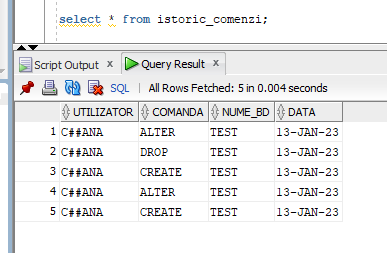 select * from istoric_comenzi;
Script Output x Query Result x
SQL | All Rows Fetched: 5 in 0.004 seconds
UTILIZATOR COMANDA NUME_BD DATA
1 C##ANA ALTER TEST 13-JAN-23
2 C##ANA DROP TEST 13-JAN-23
3 C##ANA CREATE TEST 13-JAN-23
4 C##ANA ALTER TEST 13-JAN-23
5 C##ANA CREATE TEST 13-JAN-23